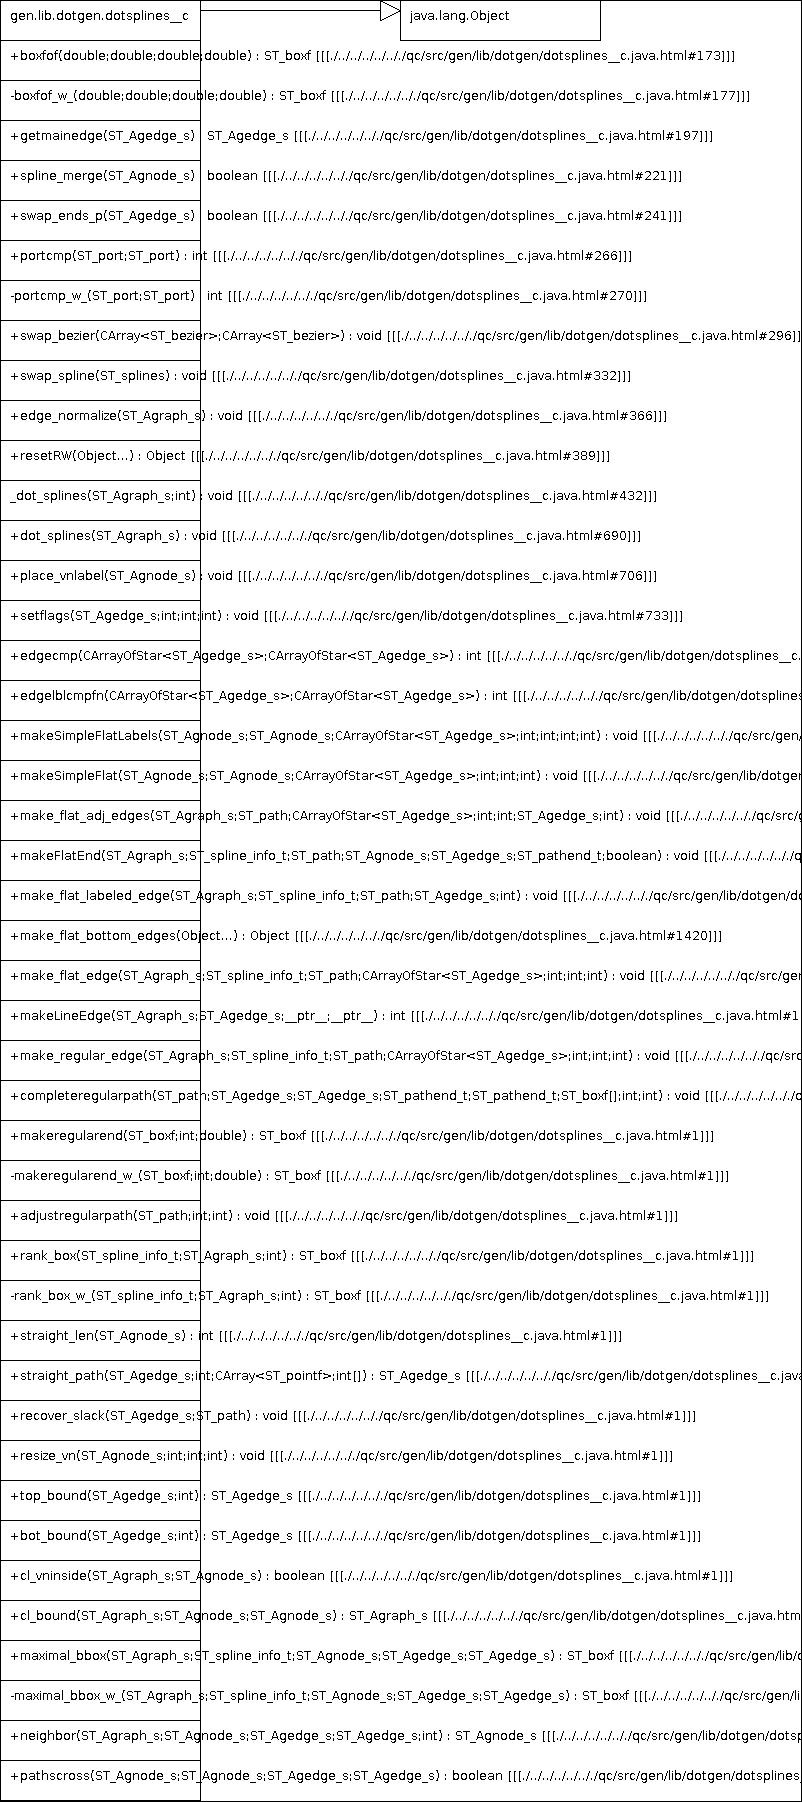 gen.lib.dotgen.dotsplines__c
java.lang.Object
+boxfof(double;double;double;double) : ST_boxf [[[./../../../../../qc/src/gen/lib/dotgen/dotsplines__c.java.html#173]]]
-boxfof_w_(double;double;double;double) : ST_boxf [[[./../../../../../qc/src/gen/lib/dotgen/dotsplines__c.java.html#177]]]
+getmainedge(ST_Agedge_s) ST_Agedge_s [[[./../../../../../qc/src/gen/lib/dotgen/dotsplines__c.java.html#197]]]
+spline_merge(ST_Agnode_s) boolean [[[./../../../../../qc/src/gen/lib/dotgen/dotsplines__c.java.html#221]]]
+swap_ends_p(ST_Agedge_s) boolean [[[./../../../../../qc/src/gen/lib/dotgen/dotsplines__c.java.html#241]]]
+portcmp(ST_port;ST_port) : int [[[./../../../../../qc/src/gen/lib/dotgen/dotsplines__c.java.html#266]]]
-portcmp_w_(ST_port;ST_port) int [[[./../../../../../qc/src/gen/lib/dotgen/dotsplines__c.java.html#270]]]
+swap_bezier(CArray<ST_bezier>;CArray<ST_bezier>) : void [[[./../../../../../qc/src/gen/lib/dotgen/dotsplines__c.java.html#296]]
+swap_spline(ST_splines) : void [[[./../../../../../qc/src/gen/lib/dotgen/dotsplines__c.java.html#332]]]
+edge_normalize(ST_Agraph_s) : void [[[./../../../../../qc/src/gen/lib/dotgen/dotsplines__c.java.html#366]]]
+resetRW(Object...) : Object [[[./../../../../../qc/src/gen/lib/dotgen/dotsplines__c.java.html#389]]]
_dot_splines(ST_Agraph_s;int) : void [[[./../../../../../qc/src/gen/lib/dotgen/dotsplines__c.java.html#432]]]
+dot_splines(ST_Agraph_s) : void [[[./../../../../../qc/src/gen/lib/dotgen/dotsplines__c.java.html#690]]]
+place_vnlabel(ST_Agnode_s) : void [[[./../../../../../qc/src/gen/lib/dotgen/dotsplines__c.java.html#706]]]
+setflags(ST_Agedge_s;int;int;int) : void [[[./../../../../../qc/src/gen/lib/dotgen/dotsplines__c.java.html#733]]]
+edgecmp(CArrayOfStar<ST_Agedge_s>;CArrayOfStar<ST_Agedge_s>) : int [[[./../../../../../qc/src/gen/lib/dotgen/dotsplines__c.
+edgelblcmpfn(CArrayOfStar<ST_Agedge_s>;CArrayOfStar<ST_Agedge_s>) : int [[[./../../../../../qc/src/gen/lib/dotgen/dotsplines
+makeSimpleFlatLabels(ST_Agnode_s;ST_Agnode_s;CArrayOfStar<ST_Agedge_s>;int;int;int;int) : void [[[./../../../../../qc/src/gen/
+makeSimpleFlat(ST_Agnode_s;ST_Agnode_s;CArrayOfStar<ST_Agedge_s>;int;int;int) : void [[[./../../../../../qc/src/gen/lib/dotgen
+make_flat_adj_edges(ST_Agraph_s;ST_path;CArrayOfStar<ST_Agedge_s>;int;int;ST_Agedge_s;int) : void [[[./../../../../../qc/src/g
+makeFlatEnd(ST_Agraph_s;ST_spline_info_t;ST_path;ST_Agnode_s;ST_Agedge_s;ST_pathend_t;boolean) : void [[[./../../../../../q
+make_flat_labeled_edge(ST_Agraph_s;ST_spline_info_t;ST_path;ST_Agedge_s;int) : void [[[./../../../../../qc/src/gen/lib/dotgen/do
+make_flat_bottom_edges(Object...) : Object [[[./../../../../../qc/src/gen/lib/dotgen/dotsplines__c.java.html#1420]]]
+make_flat_edge(ST_Agraph_s;ST_spline_info_t;ST_path;CArrayOfStar<ST_Agedge_s>;int;int;int) : void [[[./../../../../../qc/src/gen
+makeLineEdge(ST_Agraph_s;ST_Agedge_s;__ptr__;__ptr__) : int [[[./../../../../../qc/src/gen/lib/dotgen/dotsplines__c.java.html#1
+make_regular_edge(ST_Agraph_s;ST_spline_info_t;ST_path;CArrayOfStar<ST_Agedge_s>;int;int;int) : void [[[./../../../../../qc/src
+completeregularpath(ST_path;ST_Agedge_s;ST_Agedge_s;ST_pathend_t;ST_pathend_t;ST_boxf[];int;int) : void [[[./../../../../../q
+makeregularend(ST_boxf;int;double) : ST_boxf [[[./../../../../../qc/src/gen/lib/dotgen/dotsplines__c.java.html#1]]]
-makeregularend_w_(ST_boxf;int;double) : ST_boxf [[[./../../../../../qc/src/gen/lib/dotgen/dotsplines__c.java.html#1]]]
+adjustregularpath(ST_path;int;int) : void [[[./../../../../../qc/src/gen/lib/dotgen/dotsplines__c.java.html#1]]]
+rank_box(ST_spline_info_t;ST_Agraph_s;int) : ST_boxf [[[./../../../../../qc/src/gen/lib/dotgen/dotsplines__c.java.html#1]]]
-rank_box_w_(ST_spline_info_t;ST_Agraph_s;int) : ST_boxf [[[./../../../../../qc/src/gen/lib/dotgen/dotsplines__c.java.html#1]]]
+straight_len(ST_Agnode_s) : int [[[./../../../../../qc/src/gen/lib/dotgen/dotsplines__c.java.html#1]]]
+straight_path(ST_Agedge_s;int;CArray<ST_pointf>;int[]) : ST_Agedge_s [[[./../../../../../qc/src/gen/lib/dotgen/dotsplines__c.java
+recover_slack(ST_Agedge_s;ST_path) : void [[[./../../../../../qc/src/gen/lib/dotgen/dotsplines__c.java.html#1]]]
+resize_vn(ST_Agnode_s;int;int;int) : void [[[./../../../../../qc/src/gen/lib/dotgen/dotsplines__c.java.html#1]]]
+top_bound(ST_Agedge_s;int) : ST_Agedge_s [[[./../../../../../qc/src/gen/lib/dotgen/dotsplines__c.java.html#1]]]
+bot_bound(ST_Agedge_s;int) : ST_Agedge_s [[[./../../../../../qc/src/gen/lib/dotgen/dotsplines__c.java.html#1]]]
+cl_vninside(ST_Agraph_s;ST_Agnode_s) : boolean [[[./../../../../../qc/src/gen/lib/dotgen/dotsplines__c.java.html#1]]]
+cl_bound(ST_Agraph_s;ST_Agnode_s;ST_Agnode_s) : ST_Agraph_s [[[./../../../../../qc/src/gen/lib/dotgen/dotsplines__c.java.htm
+maximal_bbox(ST_Agraph_s;ST_spline_info_t;ST_Agnode_s;ST_Agedge_s;ST_Agedge_s) : ST_boxf [[[./../../../../../qc/src/gen/lib/d
-maximal_bbox_w_(ST_Agraph_s;ST_spline_info_t;ST_Agnode_s;ST_Agedge_s;ST_Agedge_s) : ST_boxf [[[./../../../../../qc/src/gen/li
+neighbor(ST_Agraph_s;ST_Agnode_s;ST_Agedge_s;ST_Agedge_s;int) : ST_Agnode_s [[[./../../../../../qc/src/gen/lib/dotgen/dotsp
+pathscross(ST_Agnode_s;ST_Agnode_s;ST_Agedge_s;ST_Agedge_s) : boolean [[[./../../../../../qc/src/gen/lib/dotgen/dotsplines